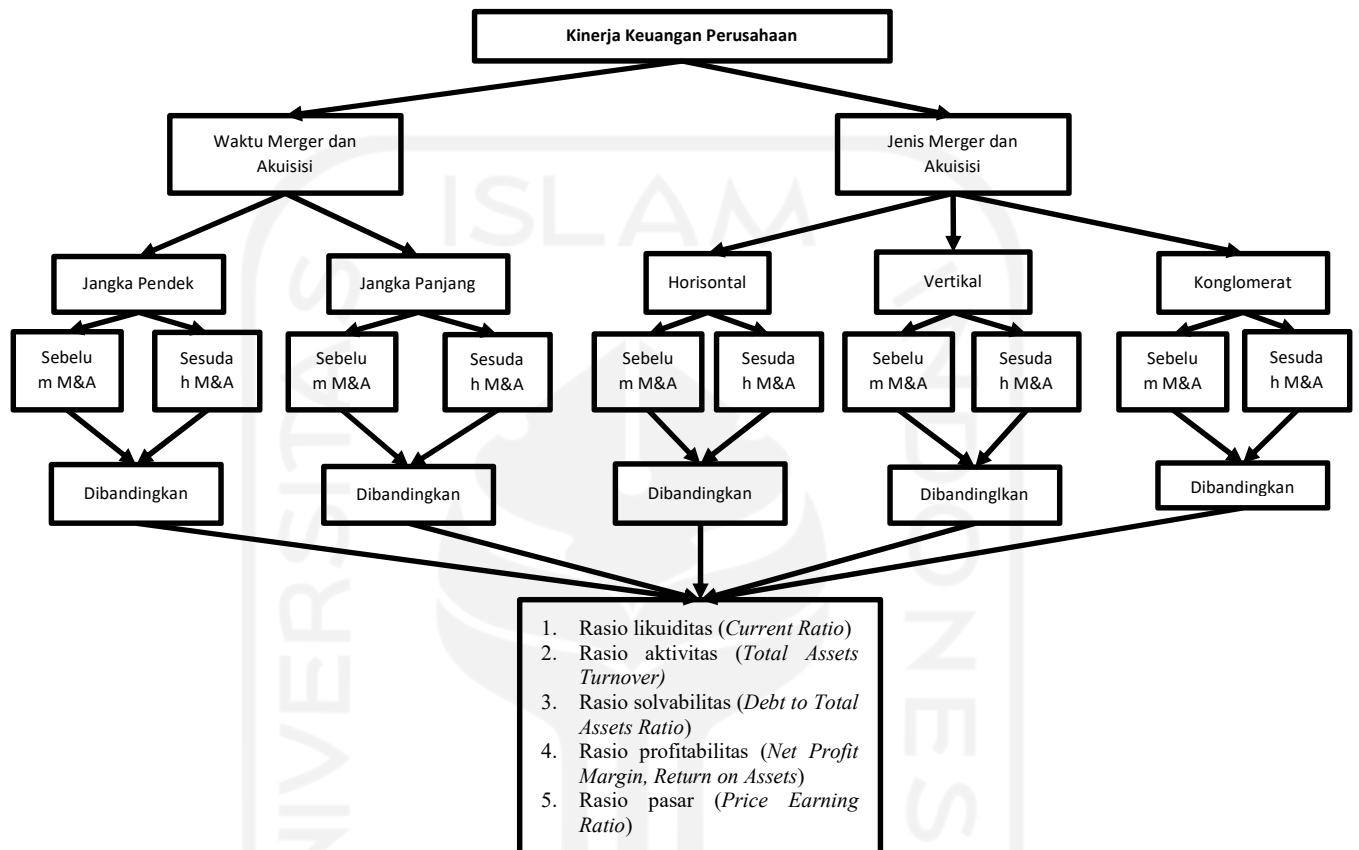 Kinerja Keuangan Perusahaan
Waktu Merger dan
Akuisisi
Jenis Merger dan
Akuisisi
Jangka Pendek
Jangka Panjang
Horisontal
Vertikal
Konglomerat
Sebelu
m M&A
Sesuda
h M&A
Sebelu
m M&A
Sesuda
h M&A
Sebelu
m M&A
Sesuda
h M&A
Sebelu
m M&A
Sesuda
h M&A
Sebelu
m M&A
Sesuda
h M&A
Dibandingkan
Dibandingkan
Dibandingkan
Dibandinglkan
Dibandingkan
1. Rasio likuiditas (Current Ratio)
2. Rasio aktivitas (Total Assets
Turnover)
3. Rasio solvabilitas (Debt to Total
Assets Ratio)
4. Rasio profitabilitas (Net Profit
Margin, Return on Assets)
5. Rasio pasar (Price Earning
Ratio)
ISLAM